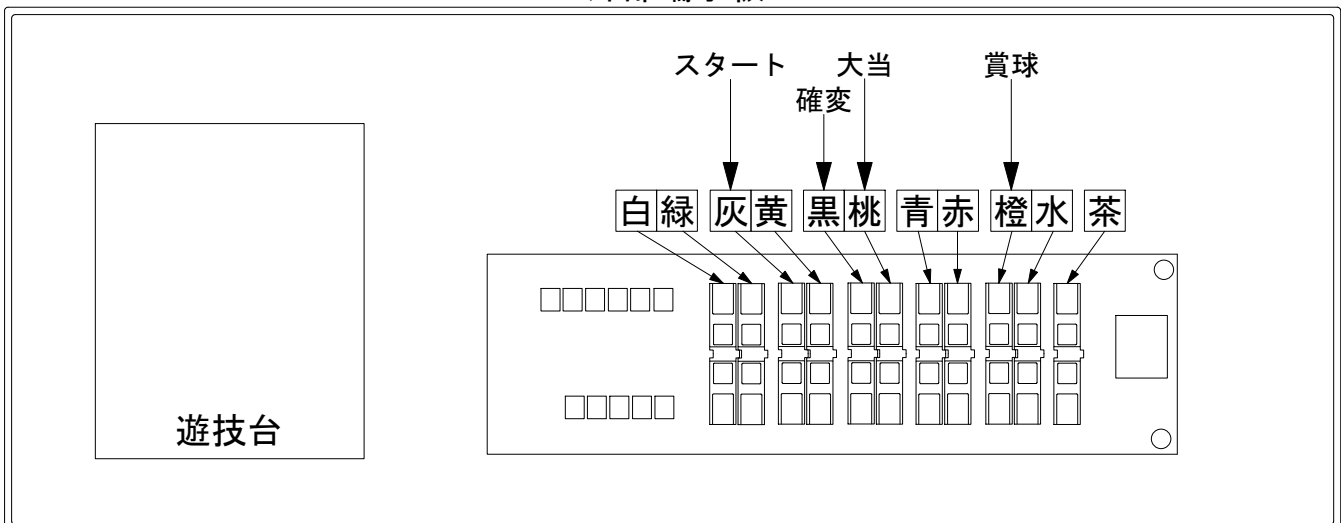 スタート
大当
賞球
確変
白緑
灰黄
黒桃
青赤
橙水
茶
遊技台